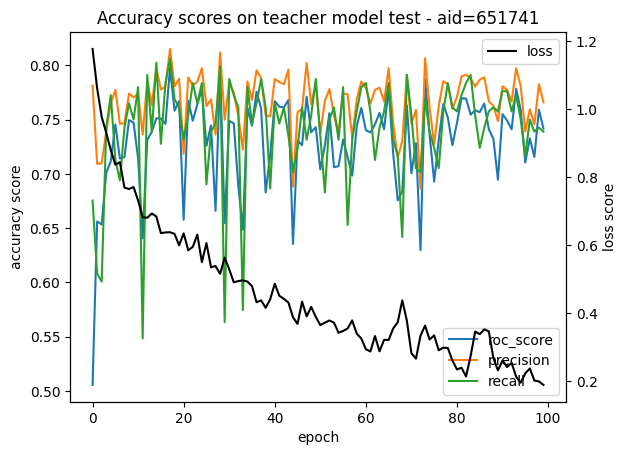 Accuracy scores on teacher model test - aid=651741
loss
accuracy score
0.80
0.75
0.70
0.65
0.60
0.55
0.50
1.2
1.0
0.8
0.6
0.4
0.2
loss score
roc_score
precision
recall
0 20 40 60 80 100
epoch